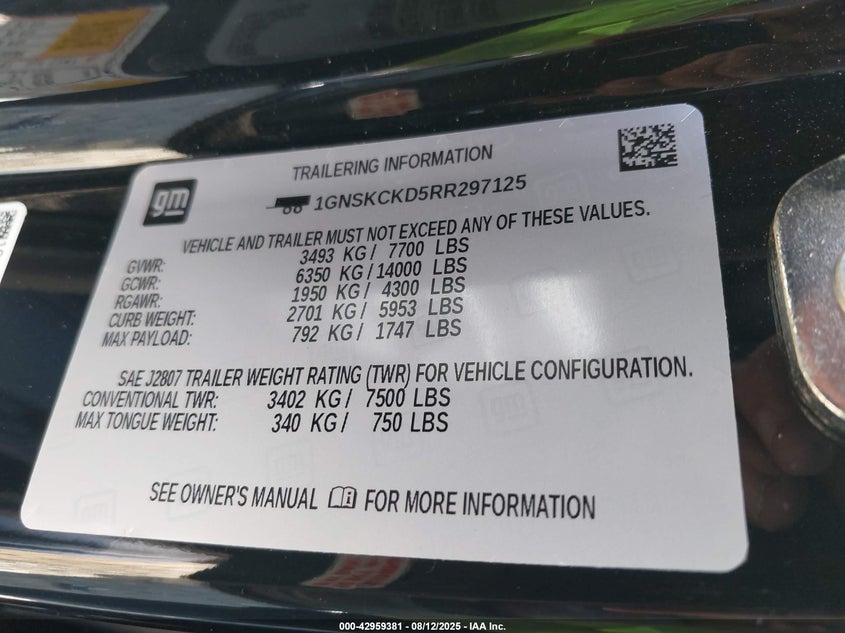 TRAILERING INFORMATION
gm
1GNSKCKD5RR297125
VEHICLE AND TRAILER MUST NOT EXCEED ANY OF THESE VALUES.
GVWR: 3493 KG / 7700 LBS
GCWR: 6350 KG / 14000 LBS
RGAWR: 1950 KG / 4300 LBS
CURB WEIGHT: 2701 KG / 5953 LBS
MAX PAYLOAD: 792 KG / 1747 LBS
SAE J2807 TRAILER WEIGHT RATING (TWR) FOR VEHICLE CONFIGURATION.
CONVENTIONAL TWR: 3402 KG / 7500 LBS
MAX TONGUE WEIGHT: 340 KG / 750 LBS
SEE OWNER'S MANUAL FOR MORE INFORMATION
000-42959381 - 08/12/2025 - IAA Inc.